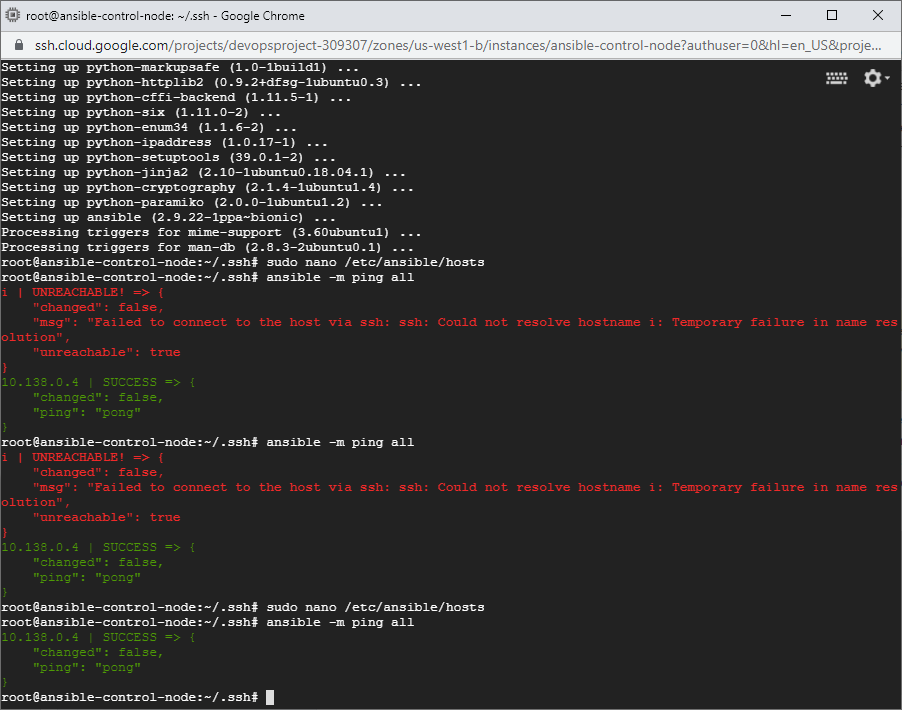 root@ansible-control-node: ~/.ssh - Google Chrome
ssh.cloud.google.com/projects/devopsproject-309307/zones/us-west1-b/instances/ansible-control-node?authuser=0&hl=en_US&proje...
Setting up python-markupsafe (1.0-1build1) ...
Setting up python-httplib2 (0.9.2+dfsg-1ubuntu0.3) ...
Setting up python-cffi-backend (1.11.5-1) ...
Setting up python-six (1.11.0-2) ...
Setting up python-enum34 (1.1.6-2) ...
Setting up python-ipaddress (1.0.17-1) ...
Setting up python-setuptools (39.0.1-2) ...
Setting up python-jinja2 (2.10-1ubuntu0.18.04.1) ...
Setting up python-cryptography (2.1.4-1ubuntu1.4) ...
Setting up python-paramiko (2.0.0-1ubuntu1.2) ...
Setting up ansible (2.9.22-1ppa~bionic) ...
Processing triggers for mime-support (3.60ubuntu1) ...
Processing triggers for man-db (2.8.3-2ubuntu0.1) ...
root@ansible-control-node:~/.ssh# sudo nano /etc/ansible/hosts
root@ansible-control-node:~/.ssh# ansible -m ping all
i | UNREACHABLE! => {
    "changed": false,
    "msg": "Failed to connect to the host via ssh: ssh: Could not resolve hostname i: Temporary failure in name res
olution",
    "unreachable": true
}
10.138.0.4 | SUCCESS => {
    "changed": false,
    "ping": "pong"
}
root@ansible-control-node:~/.ssh# ansible -m ping all
i | UNREACHABLE! => {
    "changed": false,
    "msg": "Failed to connect to the host via ssh: ssh: Could not resolve hostname i: Temporary failure in name res
olution",
    "unreachable": true
}
10.138.0.4 | SUCCESS => {
    "changed": false,
    "ping": "pong"
}
root@ansible-control-node:~/.ssh# sudo nano /etc/ansible/hosts
root@ansible-control-node:~/.ssh# ansible -m ping all
10.138.0.4 | SUCCESS => {
    "changed": false,
    "ping": "pong"
}
root@ansible-control-node:~/.ssh#